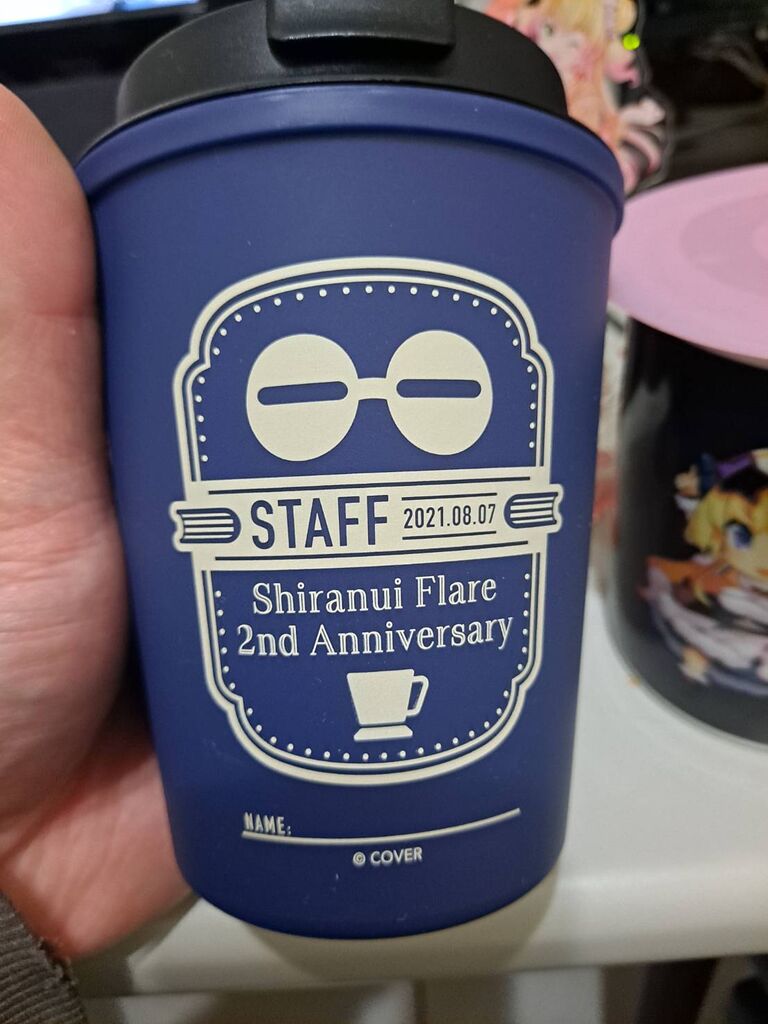 STAFF 2021.08.07
Shiranui Flare
2nd Anniversary
NAME:
© COVER